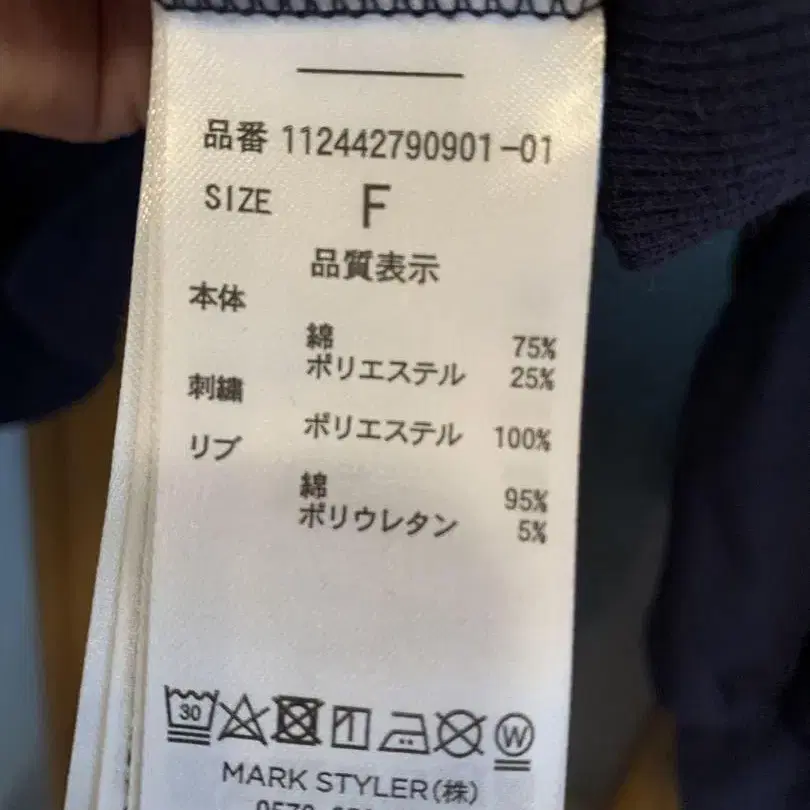 品番 112442790901-01
SIZE F
品質表示
本体
綿 75%
ポリエステル 25%
刺繍
ポリエステル 100%
リブ
綿 95%
ポリウレタン 5%
30 W
MARK STYLER(株)